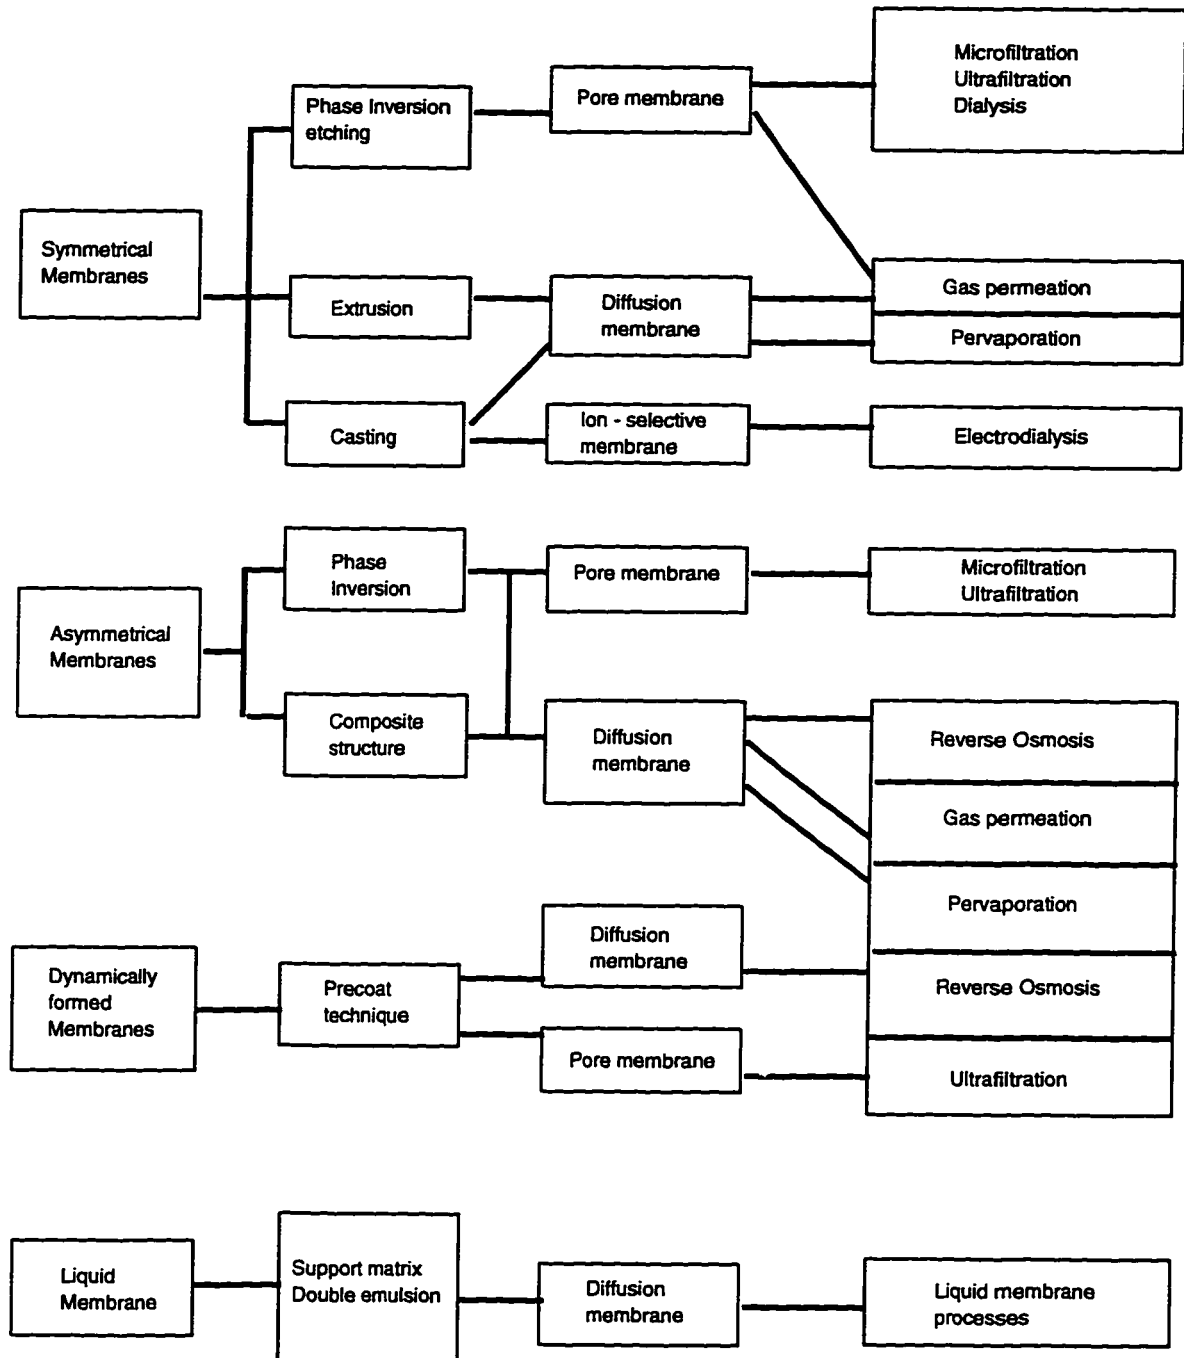 Microfiltration
Ultrafiltration
Dialysis
Phase Inversion
etching
Pore membrane
Symmetrical
Membranes
Extrusion
Diffusion
membrane
Gas permeation
Pervaporation
Casting
Ion - selective
membrane
Electrodialysis
Asymmetrical
Membranes
Phase
Inversion
Pore membrane
Microfiltration
Ultrafiltration
Composite
structure
Diffusion
membrane
Reverse Osmosis
Gas permeation
Pervaporation
Dynamically
formed
Membranes
Precoat
technique
Diffusion
membrane
Pore membrane
Reverse Osmosis
Ultrafiltration
Liquid
Membrane
Support matrix
Double emulsion
Diffusion
membrane
Liquid membrane
processes